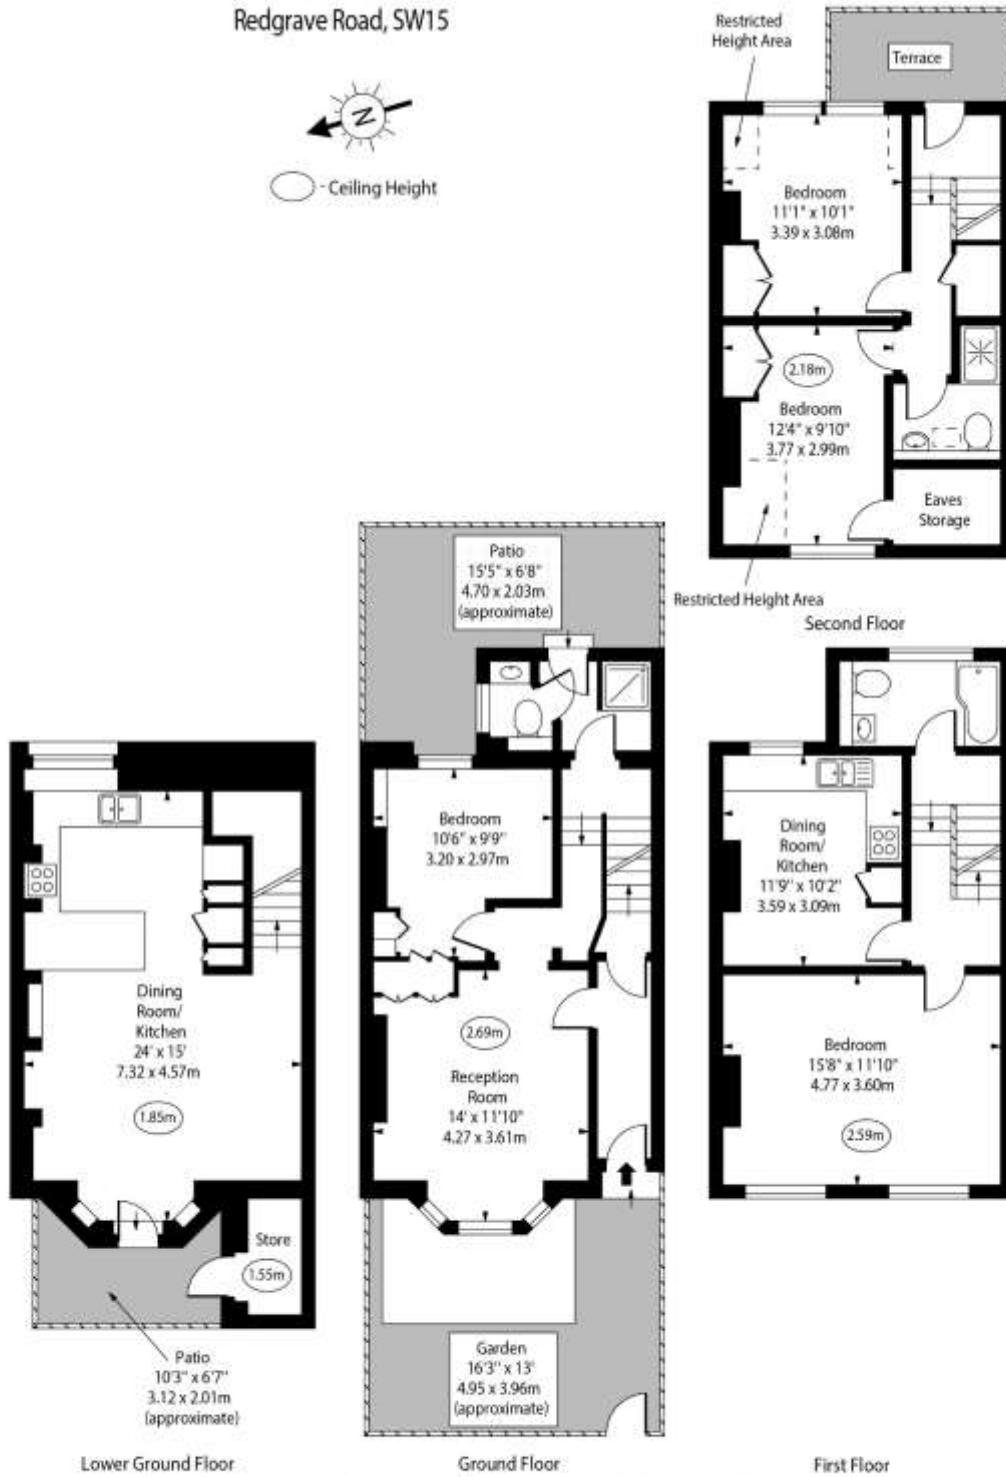 Redgrave Road, SW15
N
- Ceiling Height
Restricted
Height Area
Terrace
Bedroom
11'1" x 10'1"
3.39 x 3.08m
2.18m
Bedroom
12'4" x 9'10"
3.77 x 2.99m
Eaves
Storage
Restricted Height Area
Second Floor
Patio
15'5" x 6'8"
4.70 x 2.03m
(approximate)
Bedroom
10'6" x 9'9"
3.20 x 2.97m
2.69m
Reception
Room
14' x 11'10"
4.27 x 3.61m
Garden
16'3" x 13'
4.95 x 3.96m
(approximate)
Ground Floor
Dining
Room/
Kitchen
24' x 15'
7.32 x 4.57m
1.85m
Store
1.55m
Patio
10'3" x 6'7"
3.12 x 2.01m
(approximate)
Lower Ground Floor
Dining
Room/
Kitchen
11'9" x 10'2"
3.59 x 3.09m
Bedroom
15'8" x 11'10"
4.77 x 3.60m
2.59m
First Floor